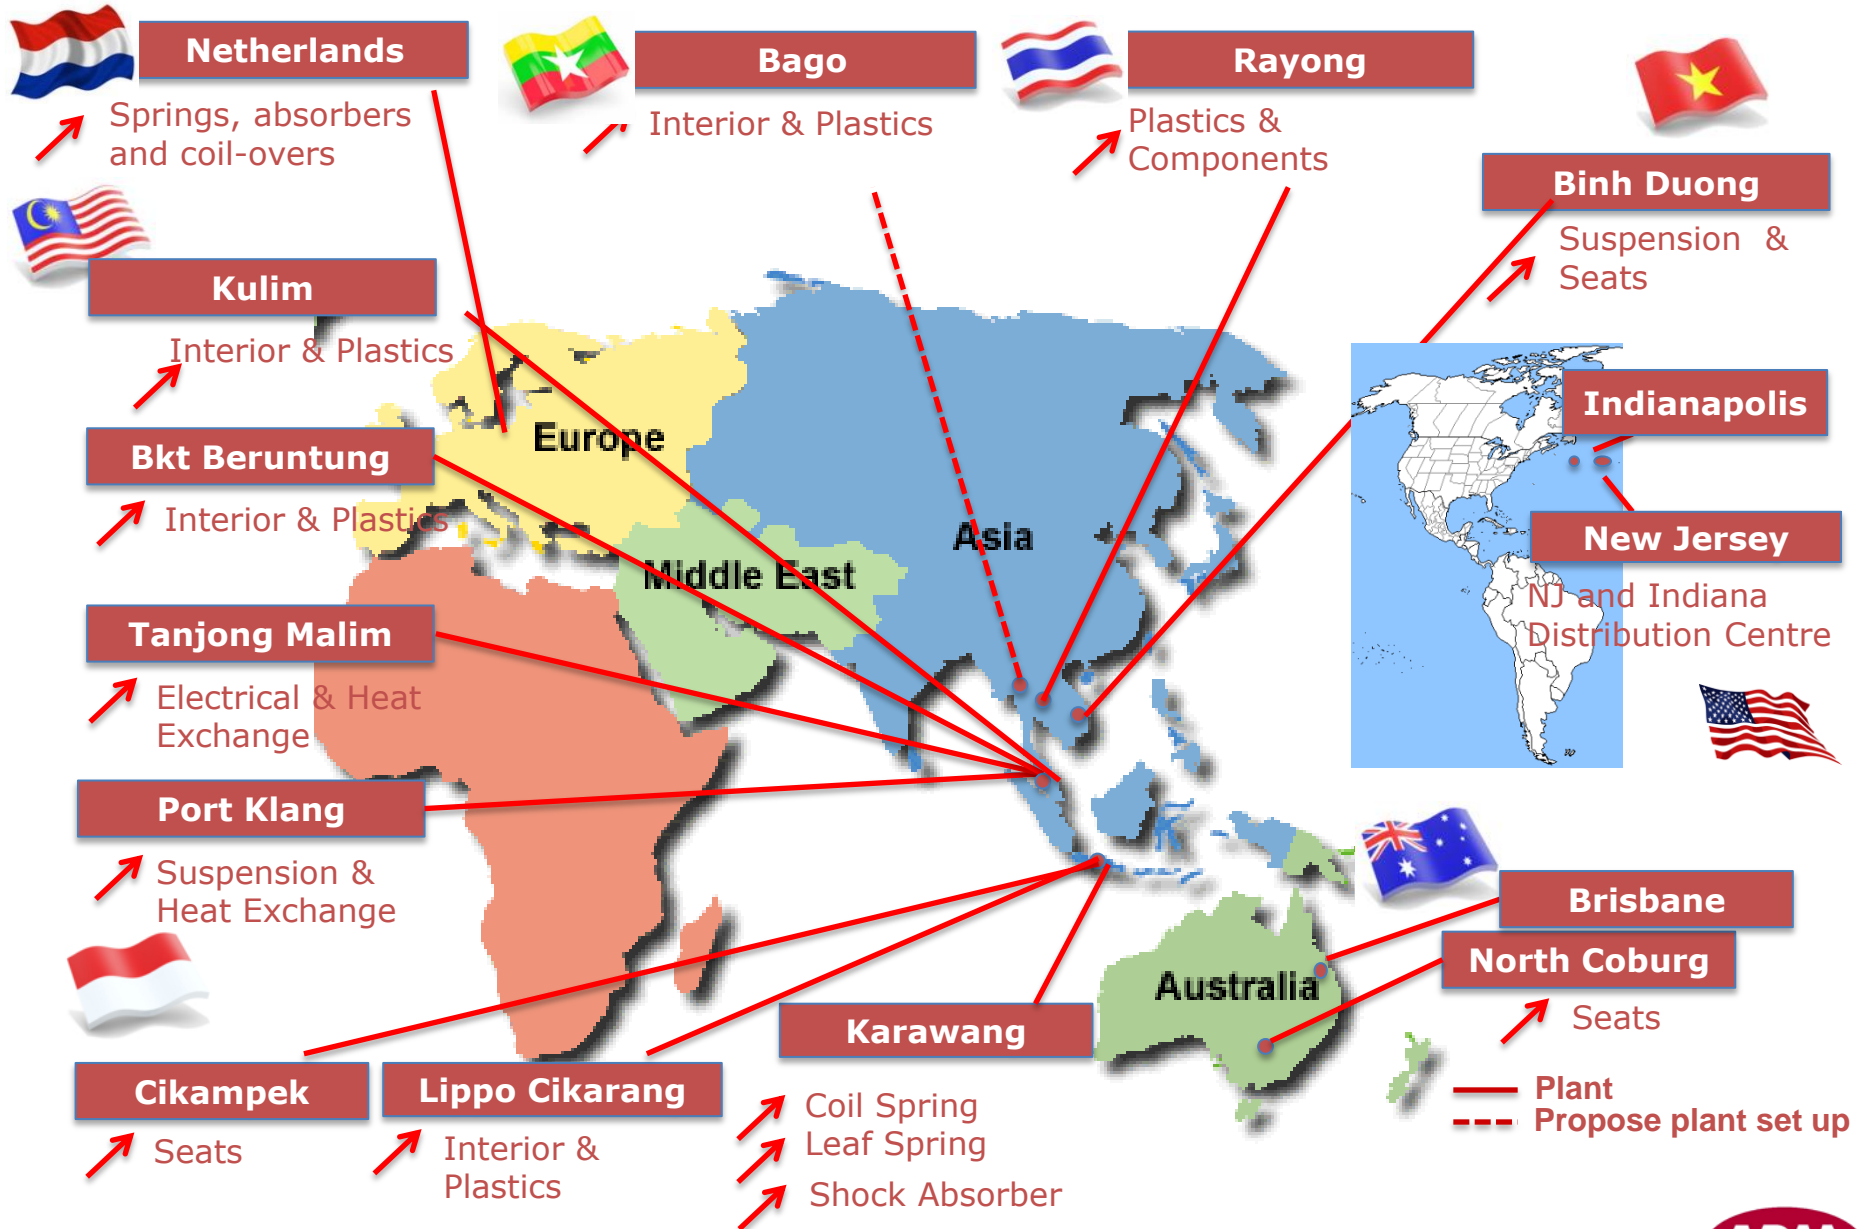 Netherlands
Springs, absorbers
and coil-overs
Bago
Interior & Plastics
Rayong
Plastics &
Components
Binh Duong
Suspension &
Seats
Kulim
Interior & Plastics
Bkt Beruntung
Interior & Plastics
Tanjong Malim
Electrical & Heat
Exchange
Port Klang
Suspension &
Heat Exchange
Europe
Middle East
Asia
Australia
Indianapolis
New Jersey
NJ and Indiana
Distribution Centre
Brisbane
North Coburg
Seats
Cikampek
Seats
Lippo Cikarang
Interior &
Plastics
Karawang
Coil Spring
Leaf Spring
Shock Absorber
Plant
Propose plant set up